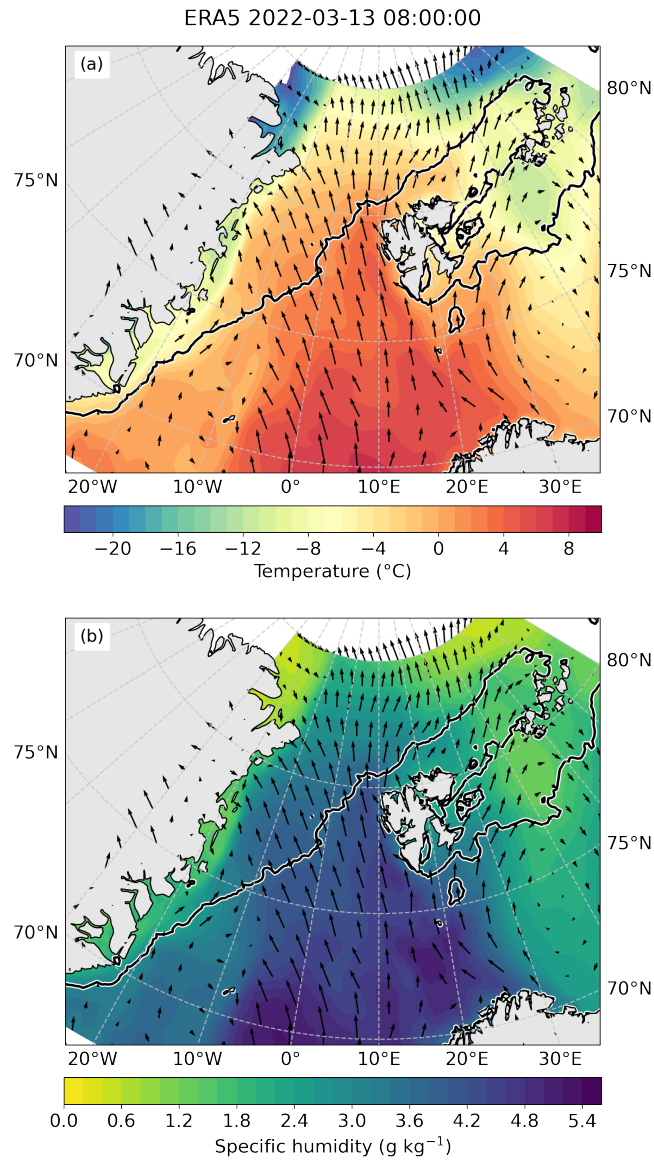 ERA5 2022-03-13 08:00:00
(a)
80°N
75°N
75°N
70°N
70°N
20°W 10°W 0° 10°E 20°E 30°E
−20 −16 −12 −8 −4 0 4 8
Temperature (°C)
(b)
80°N
75°N
75°N
70°N
70°N
20°W 10°W 0° 10°E 20°E 30°E
0.0 0.6 1.2 1.8 2.4 3.0 3.6 4.2 4.8 5.4
Specific humidity (g kg⁻¹)